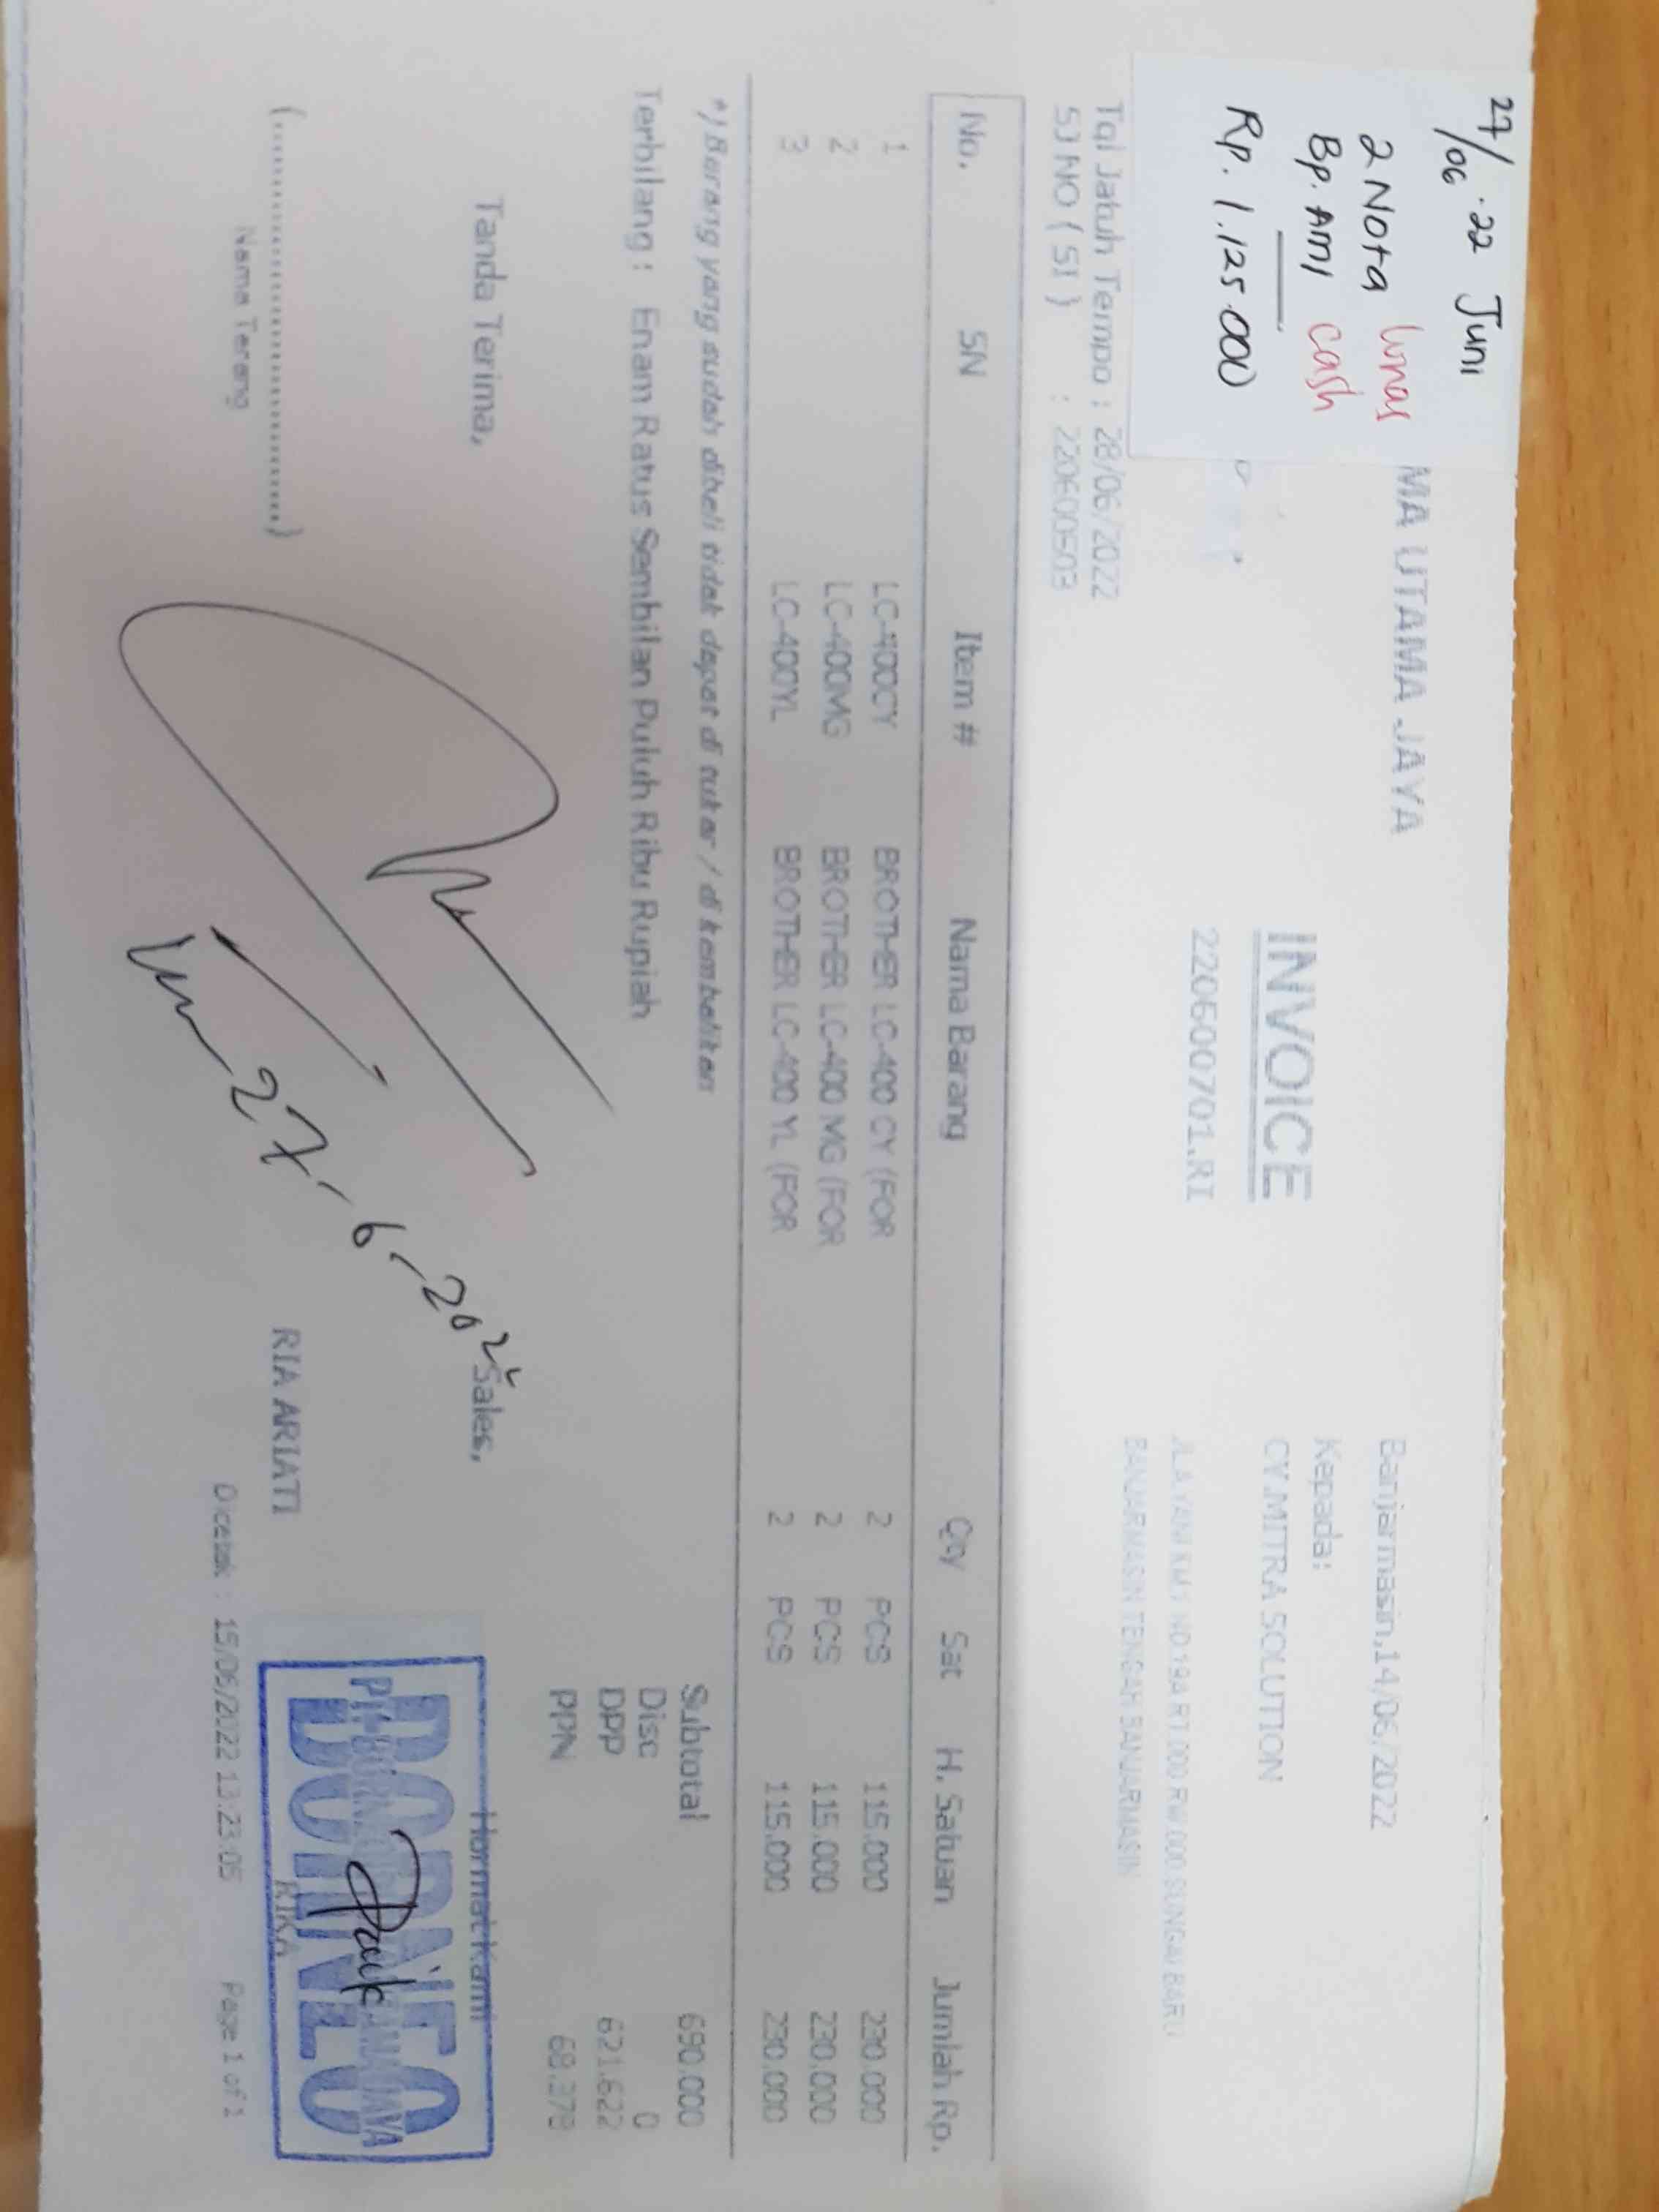 27/06.22 Juni
2 Nota lunas
Bp. Ami cash
Rp. 1.125.000
MA UTAMA JAYA
INVOICE
220600701.RI
Banjarmasin,14/06/2022
Kepada:
CV.MITRA SOLUTION
BANJARMASIN TENGAH BANJARMASIN
Tgl Jatuh Tempo : 28/06/2022
SJ NO ( SI ) : 220600503
No. SN Item # Nama Barang Qty Sat H. Satuan Jumlah Rp.
1 LC-400CY BROTHER LC-400 CY (FOR 2 PCS 115.000 230.000
2 LC-400MG BROTHER LC-400 MG (FOR 2 PCS 115.000 230.000
3 LC-400YL BROTHER LC-400 YL (FOR 2 PCS 115.000 230.000
*) Barang yang sudah dibeli tidak dapat di tukar / di kembalikan
Subtotal 690.000
Terbilang : Enam Ratus Sembilan Puluh Ribu Rupiah
Disc 0
DPP 621.622
PPN 68.378
Tanda Terima,
Sales,
Hormat Kami
27-6-2022
BORNEO
(..........................)
Nama Terang
RIA ARIATI
RIKA
Dicetak : 15/06/2022 13:23:05 Page 1 of 1